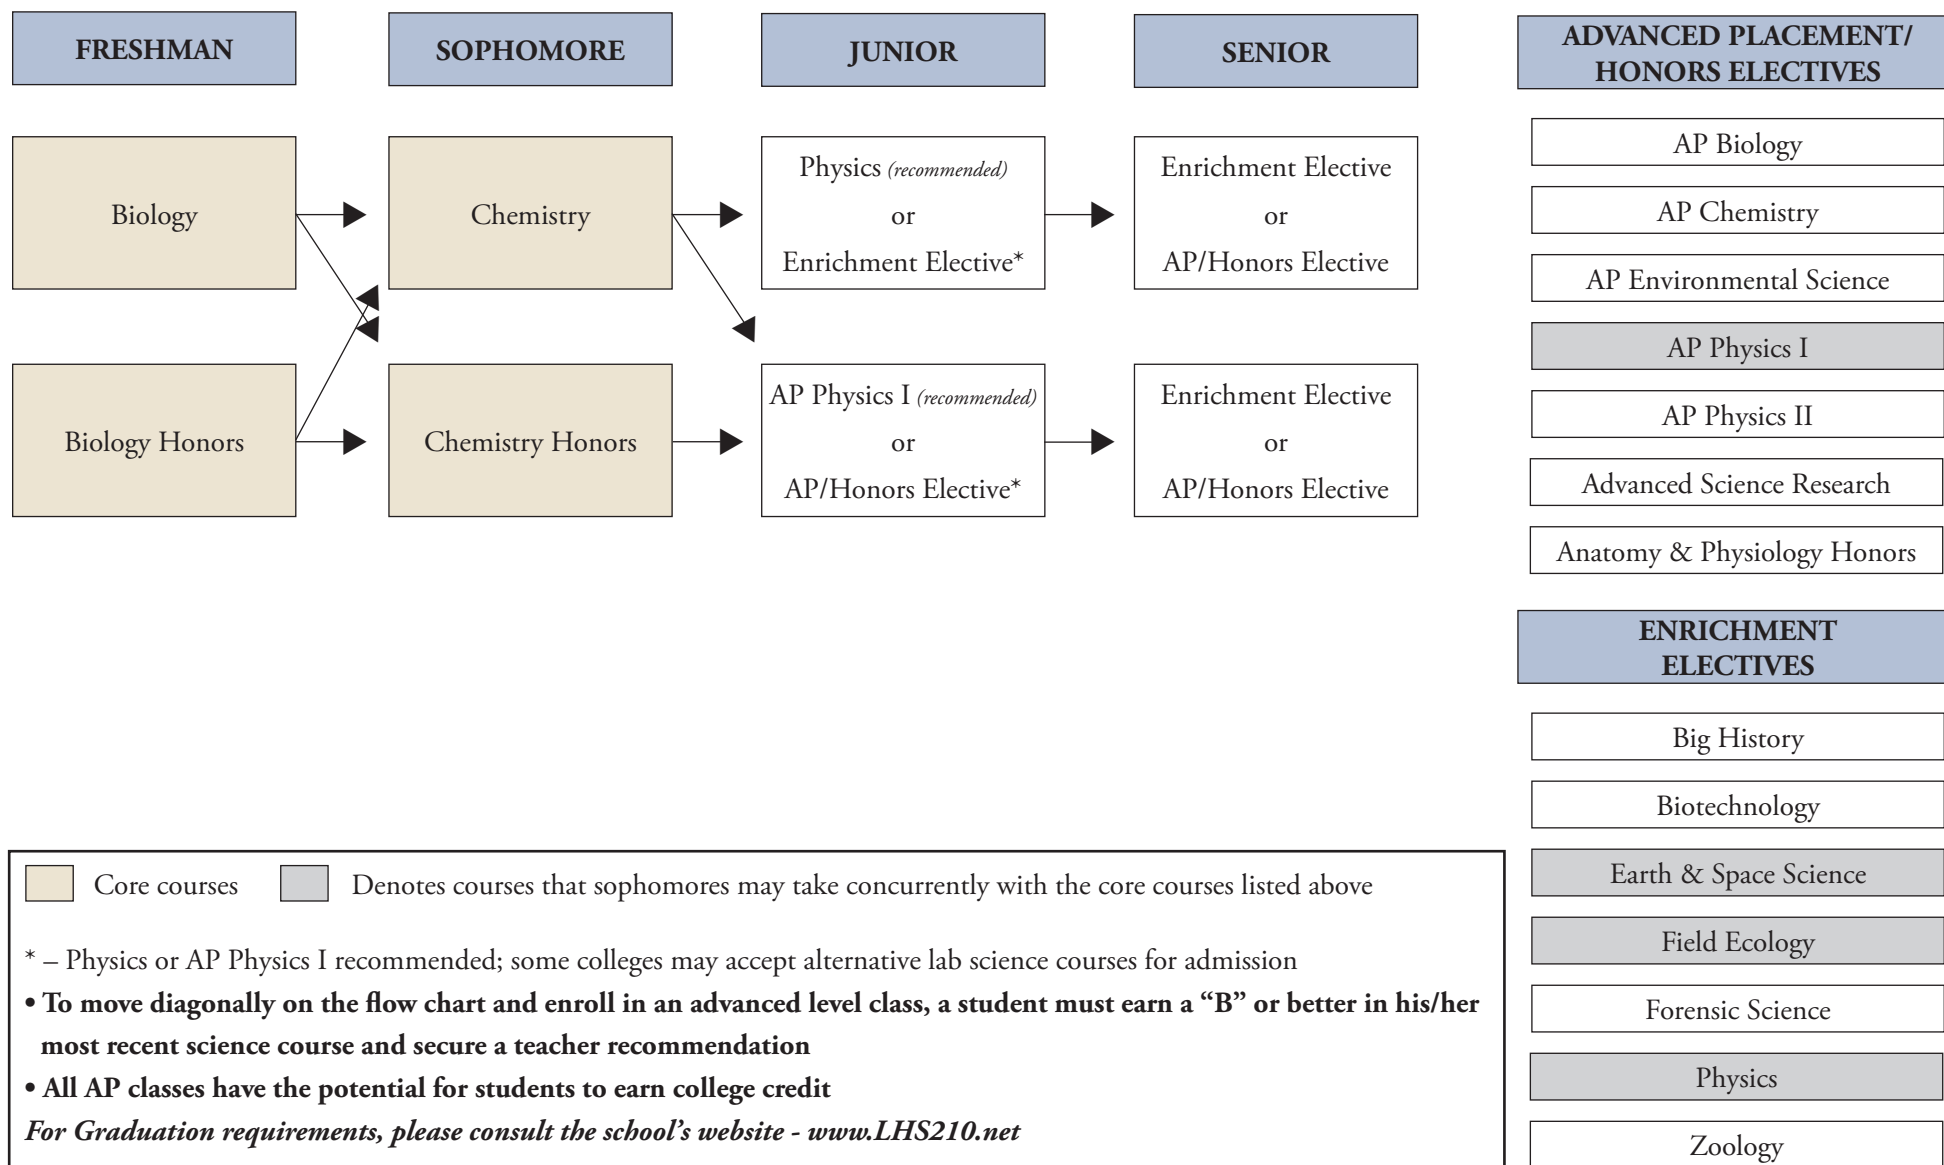 FRESHMAN
SOPHOMORE
JUNIOR
SENIOR
Biology
Chemistry
Physics (recommended)
or
Enrichment Elective*
Enrichment Elective
or
AP/Honors Elective
Biology Honors
Chemistry Honors
AP Physics I (recommended)
or
AP/Honors Elective*
Enrichment Elective
or
AP/Honors Elective
ADVANCED PLACEMENT/
HONORS ELECTIVES
AP Biology
AP Chemistry
AP Environmental Science
AP Physics I
AP Physics II
Advanced Science Research
Anatomy & Physiology Honors
ENRICHMENT
ELECTIVES
Big History
Biotechnology
Earth & Space Science
Field Ecology
Forensic Science
Physics
Zoology
Core courses
Denotes courses that sophomores may take concurrently with the core courses listed above
* – Physics or AP Physics I recommended; some colleges may accept alternative lab science courses for admission
• To move diagonally on the flow chart and enroll in an advanced level class, a student must earn a “B” or better in his/her
most recent science course and secure a teacher recommendation
• All AP classes have the potential for students to earn college credit
For Graduation requirements, please consult the school’s website - www.LHS210.net